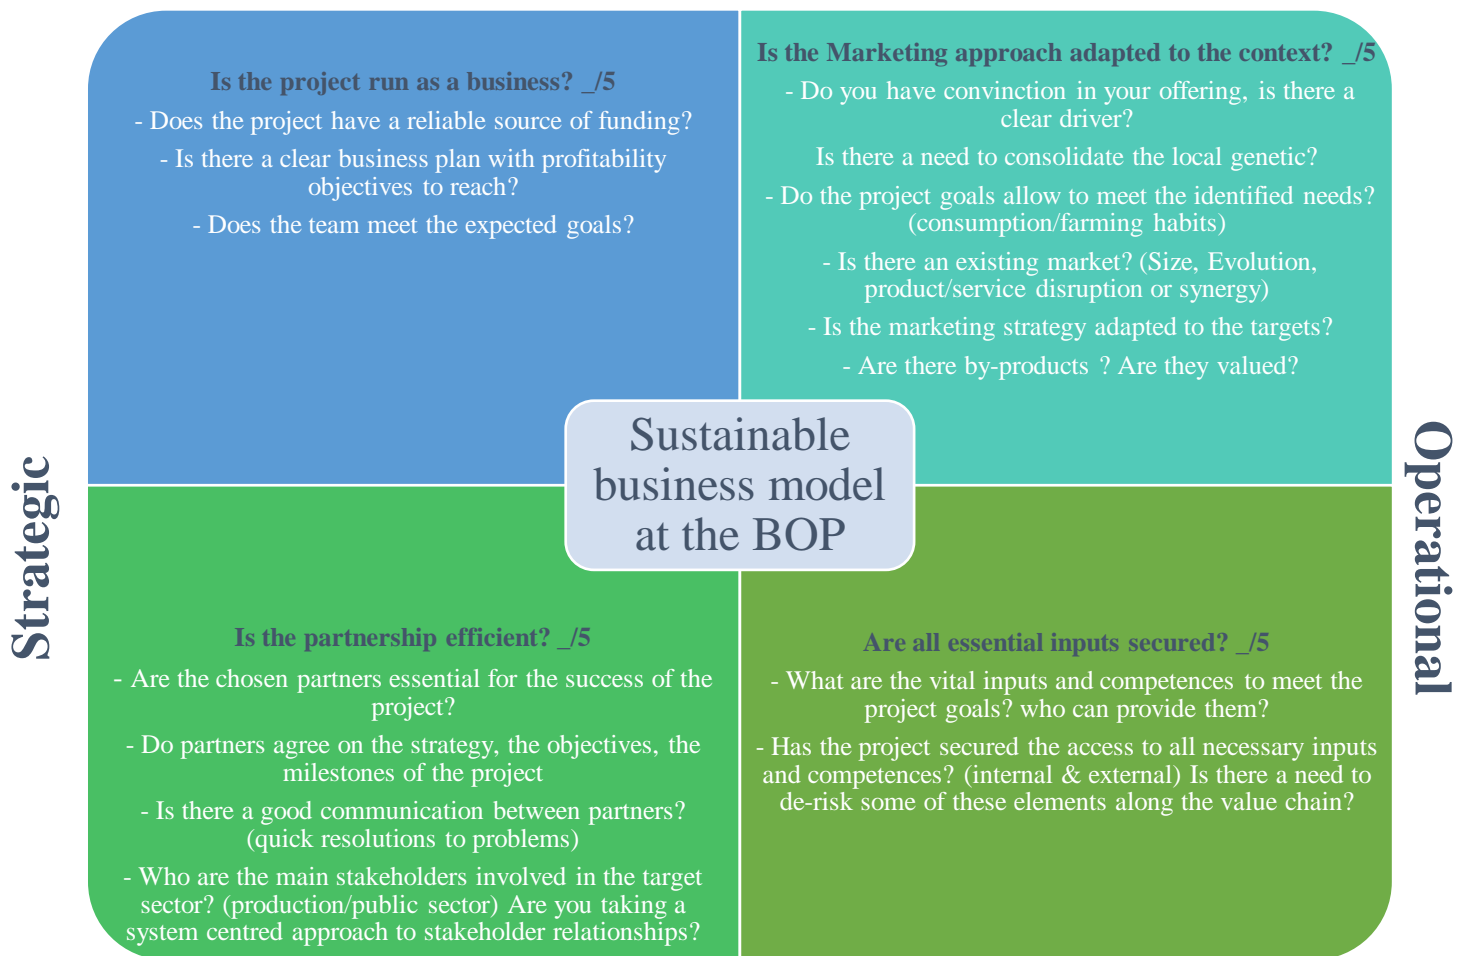 Is the project run as a business? _/5
- Does the project have a reliable source of funding?
- Is there a clear business plan with profitability
objectives to reach?
- Does the team meet the expected goals?
Is the Marketing approach adapted to the context? _/5
- Do you have convinction in your offering, is there a
clear driver?
Is there a need to consolidate the local genetic?
- Do the project goals allow to meet the identified needs?
(consumption/farming habits)
- Is there an existing market? (Size, Evolution,
product/service disruption or synergy)
- Is the marketing strategy adapted to the targets?
- Are there by-products ? Are they valued?
Sustainable
business model
at the BOP
Strategic
Operational
Is the partnership efficient? _/5
- Are the chosen partners essential for the success of the
project?
- Do partners agree on the strategy, the objectives, the
milestones of the project
- Is there a good communication between partners?
(quick resolutions to problems)
- Who are the main stakeholders involved in the target
sector? (production/public sector) Are you taking a
system centred approach to stakeholder relationships?
Are all essential inputs secured? _/5
- What are the vital inputs and competences to meet the
project goals? who can provide them?
- Has the project secured the access to all necessary inputs
and competences? (internal & external) Is there a need to
de-risk some of these elements along the value chain?